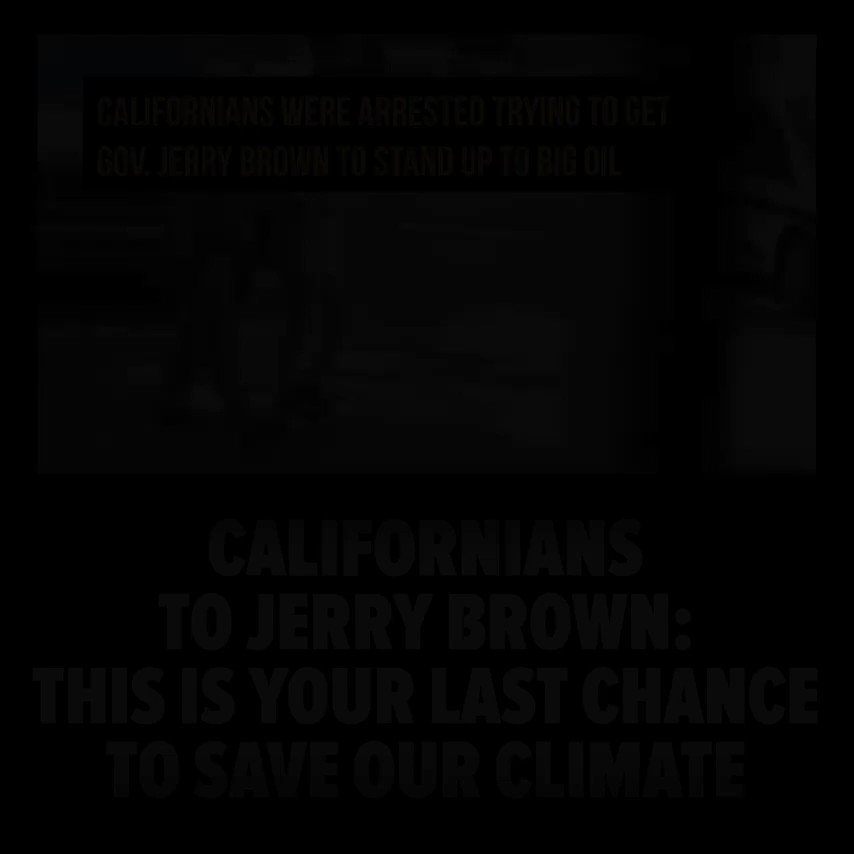 CALIFORNIANS WERE ARRESTED TRYING TO GET
GOV. JERRY BROWN TO STAND UP TO BIG OIL
CALIFORNIANS
TO JERRY BROWN:
THIS IS YOUR LAST CHANCE
TO SAVE OUR CLIMATE